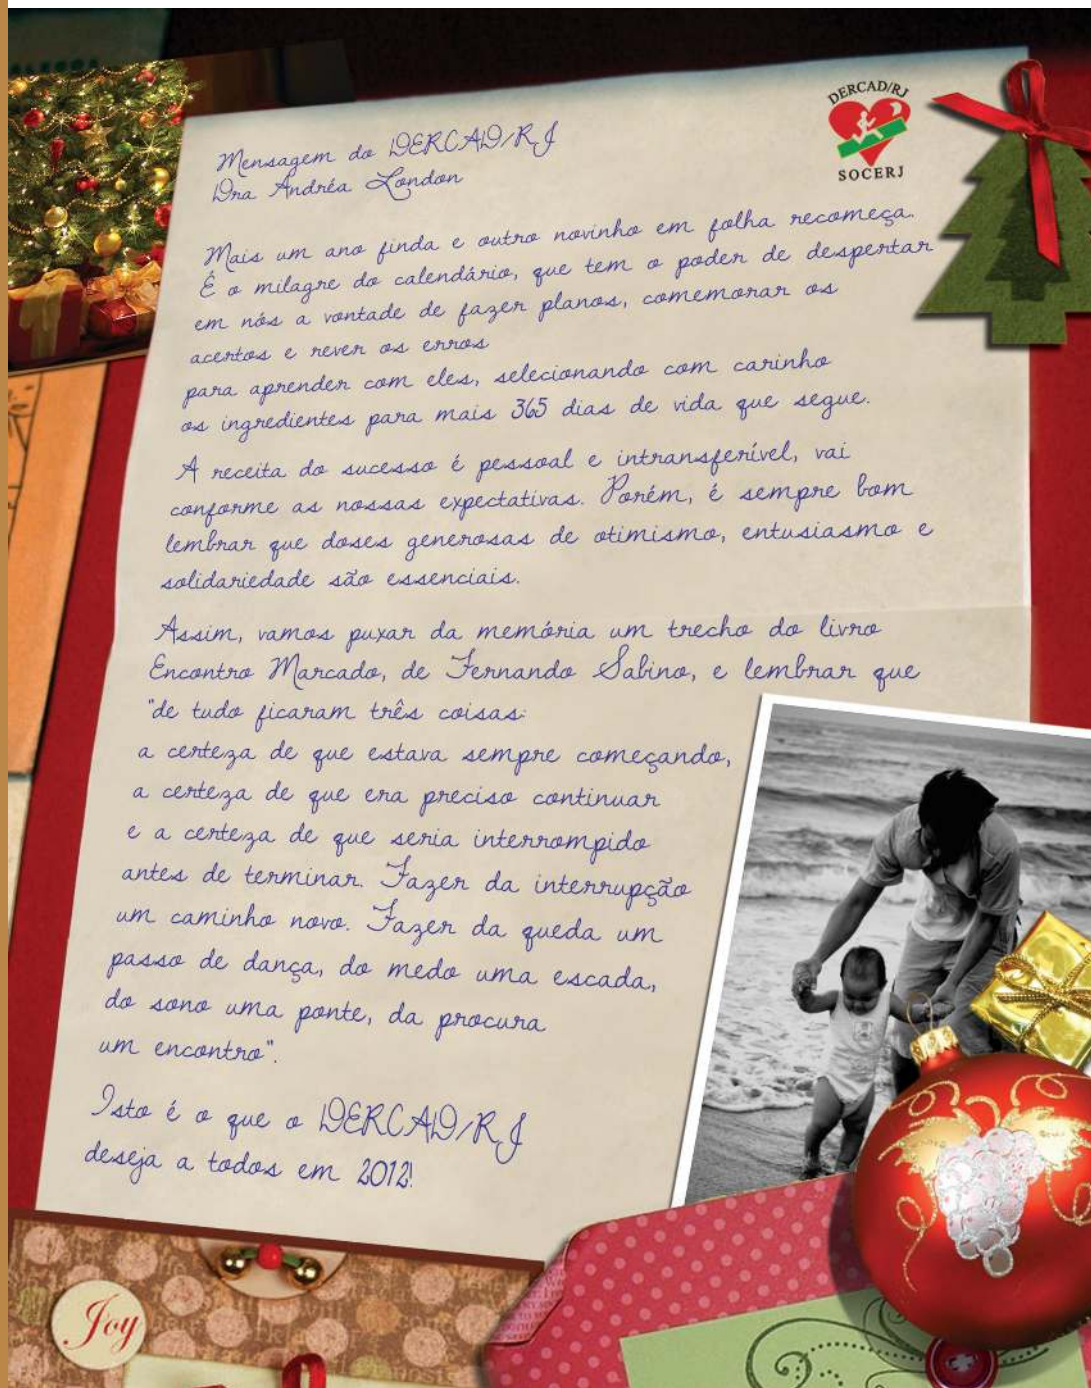 DERCAD/RJ
SOCERJ
Mensagem do DERCAD/RJ
Dra Andréa London
Mais um ano finda e outro novinho em folha recomeça.
É o milagre do calendário, que tem o poder de despertar
em nós a vontade de fazer planos, comemorar os
acertos e rever os erros
para aprender com eles, selecionando com carinho
os ingredientes para mais 365 dias de vida que segue.
A receita do sucesso é pessoal e intransferível, vai
conforme as nossas expectativas. Porém, é sempre bom
lembrar que doses generosas de otimismo, entusiasmo e
solidariedade são essenciais.
Assim, vamos puxar da memória um trecho do livro
Encontro Marcado, de Fernando Sabino, e lembrar que
"de tudo ficaram três coisas:
a certeza de que estava sempre começando,
a certeza de que era preciso continuar
e a certeza de que seria interrompido
antes de terminar. Fazer da interrupção
um caminho novo. Fazer da queda um
passo de dança, do medo uma escada,
do sono uma ponte, da procura
um encontro".
Isto é o que o DERCAD/RJ
deseja a todos em 2012!
Joy